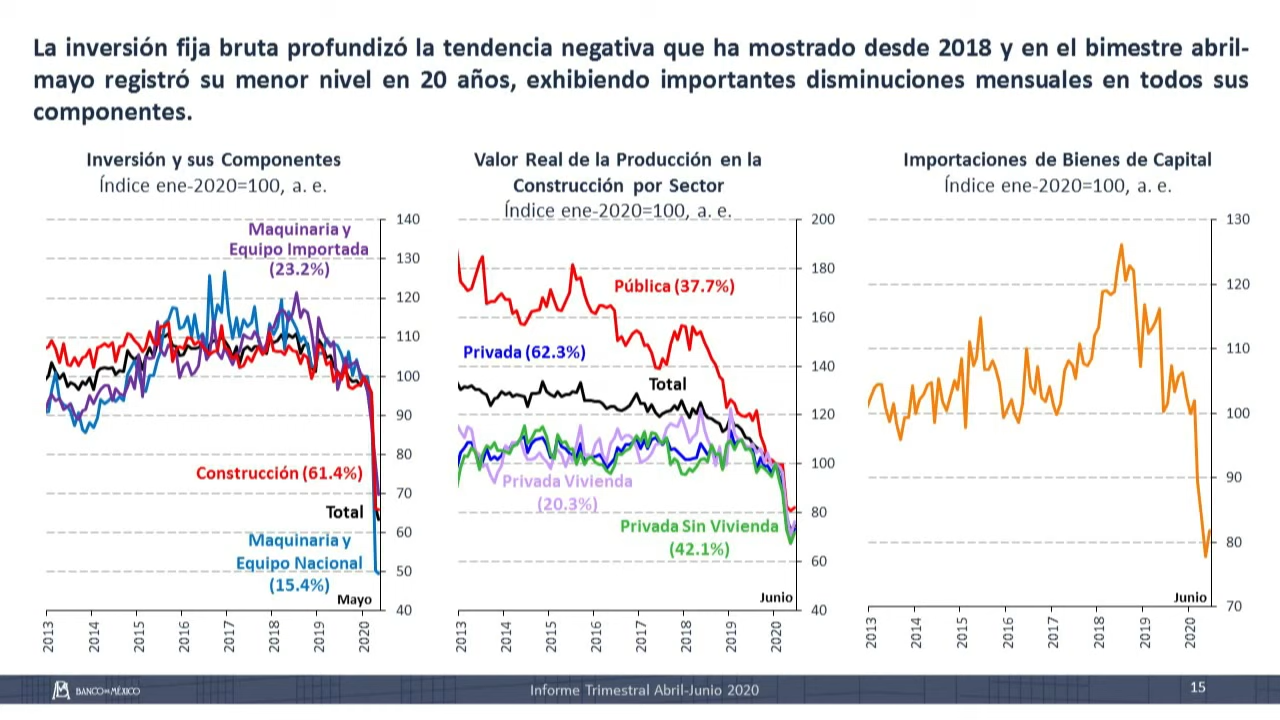 La inversión fija bruta profundizó la tendencia negativa que ha mostrado desde 2018 y en el bimestre abril-
mayo registró su menor nivel en 20 años, exhibiendo importantes disminuciones mensuales en todos sus
componentes.
Inversión y sus Componentes
Índice ene-2020=100, a. e.
Maquinaria y
Equipo Importada
(23.2%)
Construcción (61.4%)
Total
Maquinaria y
Equipo Nacional
(15.4%)
Mayo
140
130
120
110
100
90
80
70
60
50
40
2013
2014
2015
2016
2017
2018
2019
2020
Valor Real de la Producción en la
Construcción por Sector
Índice ene-2020=100, a. e.
Pública (37.7%)
Privada (62.3%)
Total
Privada Vivienda
(20.3%)
Privada Sin Vivienda
(42.1%)
Junio
200
180
160
140
120
100
80
60
40
2013
2014
2015
2016
2017
2018
2019
2020
Importaciones de Bienes de Capital
Índice ene-2020=100, a. e.
Junio
130
120
110
100
90
80
70
2013
2014
2015
2016
2017
2018
2019
2020
BANCO DE MÉXICO
Informe Trimestral Abril-Junio 2020
15